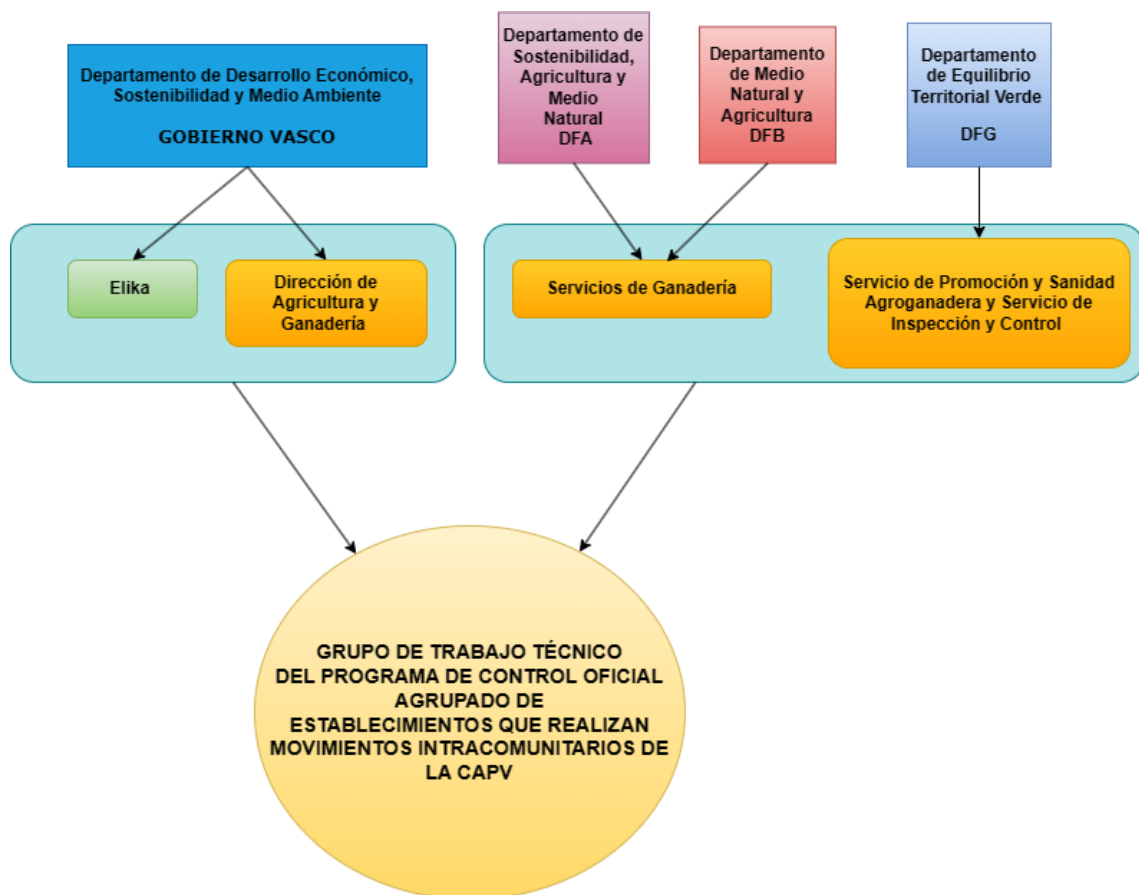 Departamento de Desarrollo Económico,
Sostenibilidad y Medio Ambiente
GOBIERNO VASCO
Departamento de
Sostenibilidad,
Agricultura y
Medio
Natural
DFA
Departamento
de Medio
Natural y
Agricultura
DFB
Departamento
de Equilibrio
Territorial Verde
DFG
Elika
Dirección de
Agricultura y
Ganadería
Servicios de Ganadería
Servicio de Promoción y Sanidad
Agroganadera y Servicio de
Inspección y Control
GRUPO DE TRABAJO TÉCNICO
DEL PROGRAMA DE CONTROL OFICIAL
AGRUPADO DE
ESTABLECIMIENTOS QUE REALIZAN
MOVIMIENTOS INTRACOMUNITARIOS DE
LA CAPV